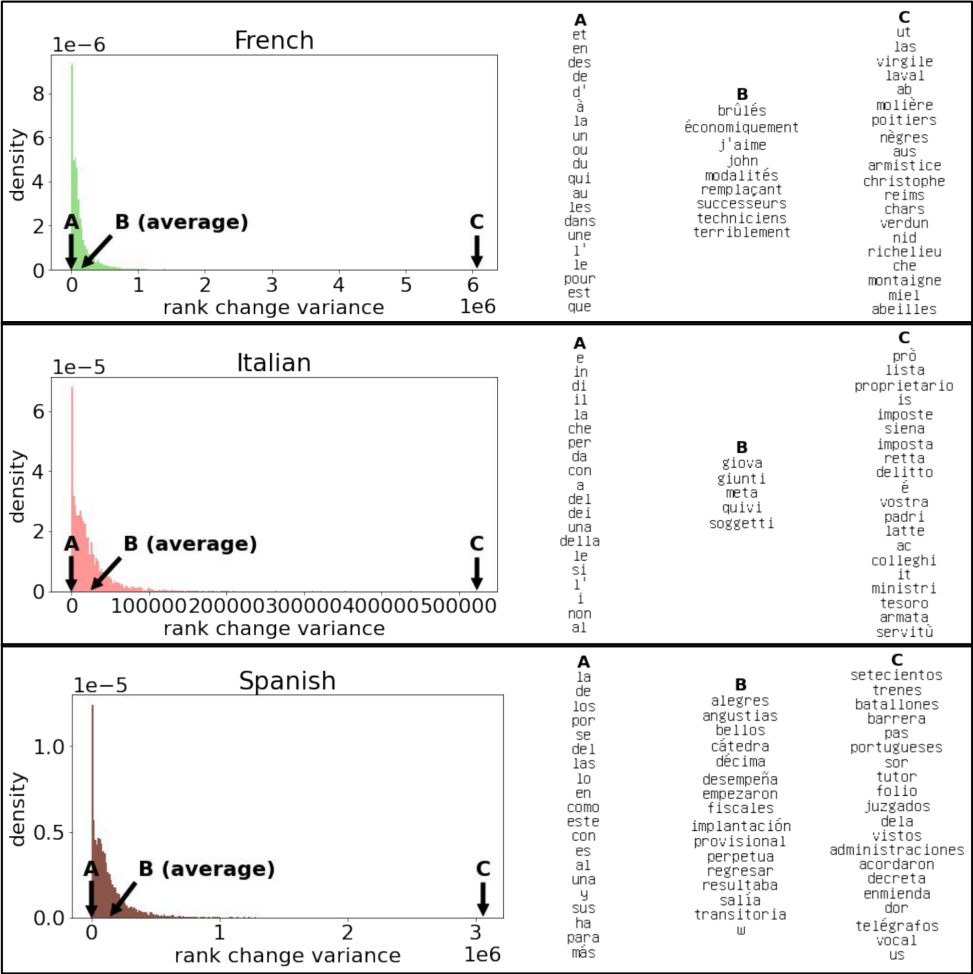 French
1e−6
density
8
6
4
2
0
A
B (average)
C
0 1 2 3 4 5 6
1e6
rank change variance
A
et
en
des
de
d'
à
la
un
ou
du
qui
au
les
dans
une
l'
le
pour
est
que
B
brûlés
économiquement
j'aime
john
modalités
remplaçant
successeurs
techniciens
terriblement
C
ut
las
virgile
laval
ab
molière
poitiers
nègres
aus
armistice
christophe
reims
chars
verdun
nid
richelieu
che
montaigne
miel
abeilles
Italian
1e−5
density
6
4
2
0
A
B (average)
C
0 100000 200000 300000 400000 500000
rank change variance
A
e
in
di
il
la
che
per
da
con
a
del
dei
una
della
le
si
l'
i
non
al
B
giova
giunti
meta
quivi
soggetti
C
prò
lista
proprietario
is
imposte
siena
imposta
retta
delitto
é
vostra
padri
latte
ac
colleghi
it
ministri
tesoro
armata
servitù
Spanish
1e−5
density
1.0
0.5
0.0
A
B (average)
C
0 1 2 3
1e6
rank change variance
A
la
de
los
por
se
del
las
lo
en
como
este
con
es
al
una
y
sus
ha
para
más
B
alegres
angustias
bellos
cátedra
décima
desempeña
empezaron
fiscales
implantación
provisional
perpetua
regresar
resultaba
salía
transitoria
w
C
setecientos
trenes
batallones
barrera
pas
portugueses
sor
tutor
folio
juzgados
dela
vistos
administraciones
acordaron
decreta
enmienda
dor
telégrafos
vocal
us